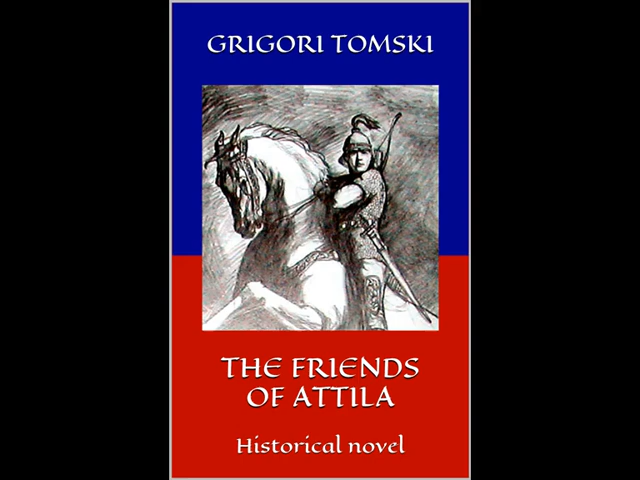 GRIGORI TOMSKI
THE FRIENDS
OF ATTILA
Historical novel